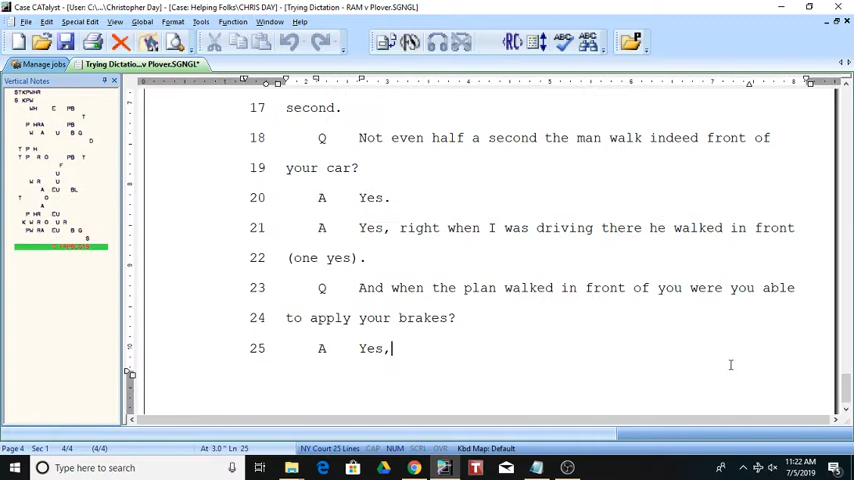 Case CATalyst - [User: C:\...\Christopher Day] - [Case: Helping Folks\CHRIS DAY] - [Trying Dictation - RAM v Plover.SGNGL]
File Edit Special Edit View Global Format Reference Tools Function Window Help
Manage jobs Trying Dictat...v Plover.SGNGL*
Vertical Notes
17 second.
18 Q Not even half a second the man walk indeed front of
19 your car?
20 A Yes.
21 A Yes, right when I was driving there he walked in front
22 (one yes).
23 Q And when the plan walked in front of you were you able
24 to apply your brakes?
25 A Yes,
Page 4 Sec 1 4/4 (4/4) At 3.0" Ln 25 NY Court 25 Lines CAP NUM SCRL OVR Kbd Map: Default
Type here to search
11:22 AM
7/5/2019